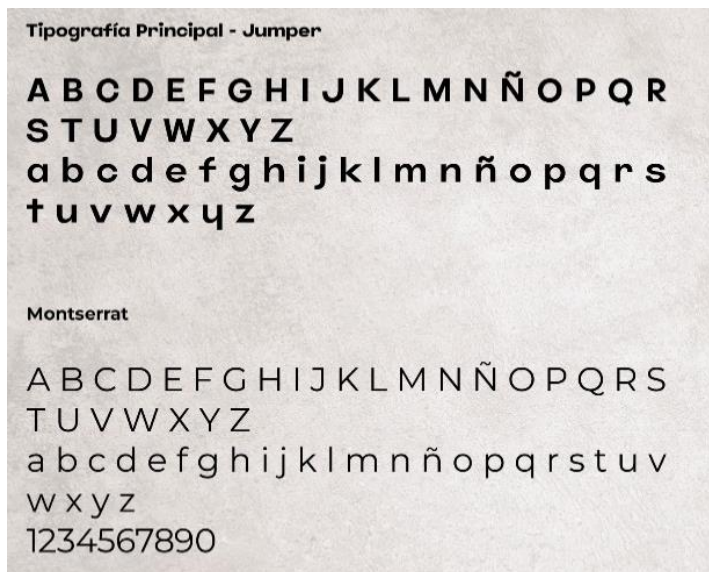 Tipografía Principal - Jumper
A B C D E F G H I J K L M N Ñ O P Q R
S T U V W X Y Z
a b c d e f g h i j k l m n ñ o p q r s
t u v w x y z
Montserrat
A B C D E F G H I J K L M N Ñ O P Q R S
T U V W X Y Z
a b c d e f g h i j k l m n ñ o p q r s t u v
w x y z
1234567890